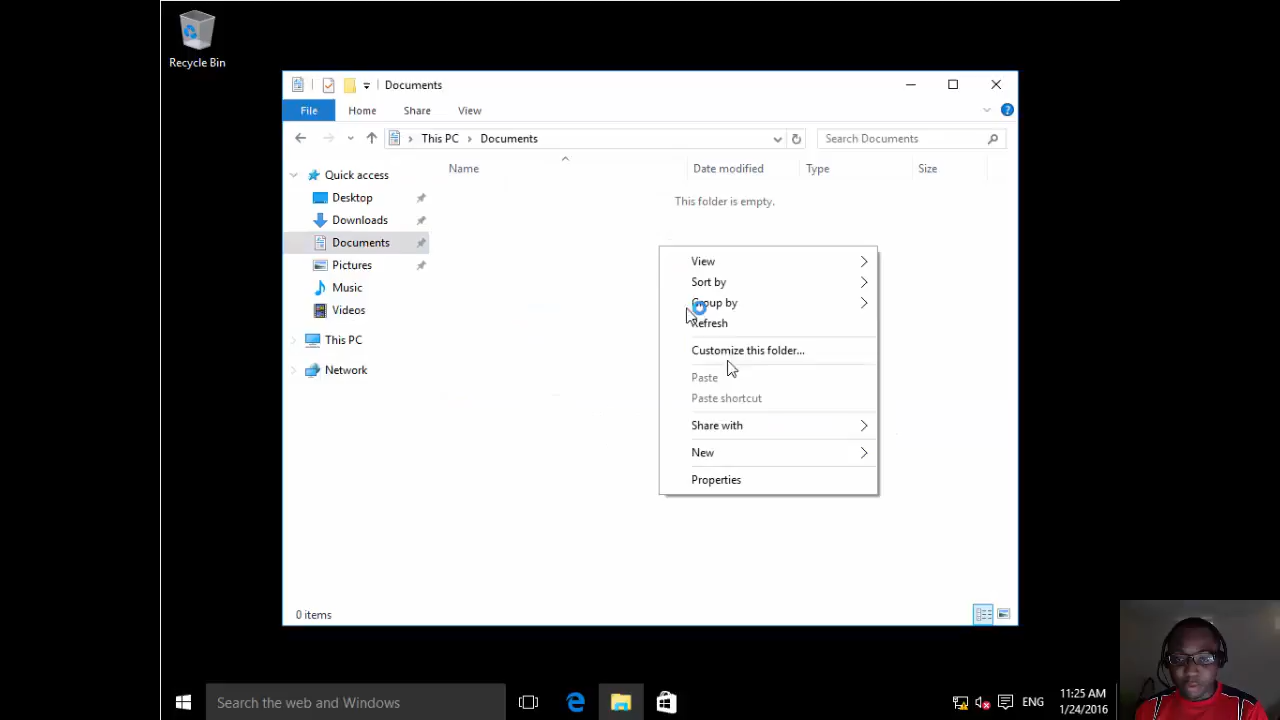 Recycle Bin
Documents
File Home Share View
This PC Documents
Search Documents
Name Date modified Type Size
This folder is empty.
Quick access
Desktop
Downloads
Documents
Pictures
Music
Videos
This PC
Network
View
Sort by
Group by
Refresh
Customize this folder...
Paste
Paste shortcut
Share with
New
Properties
0 items
Search the web and Windows
ENG
11:25 AM
1/24/2016